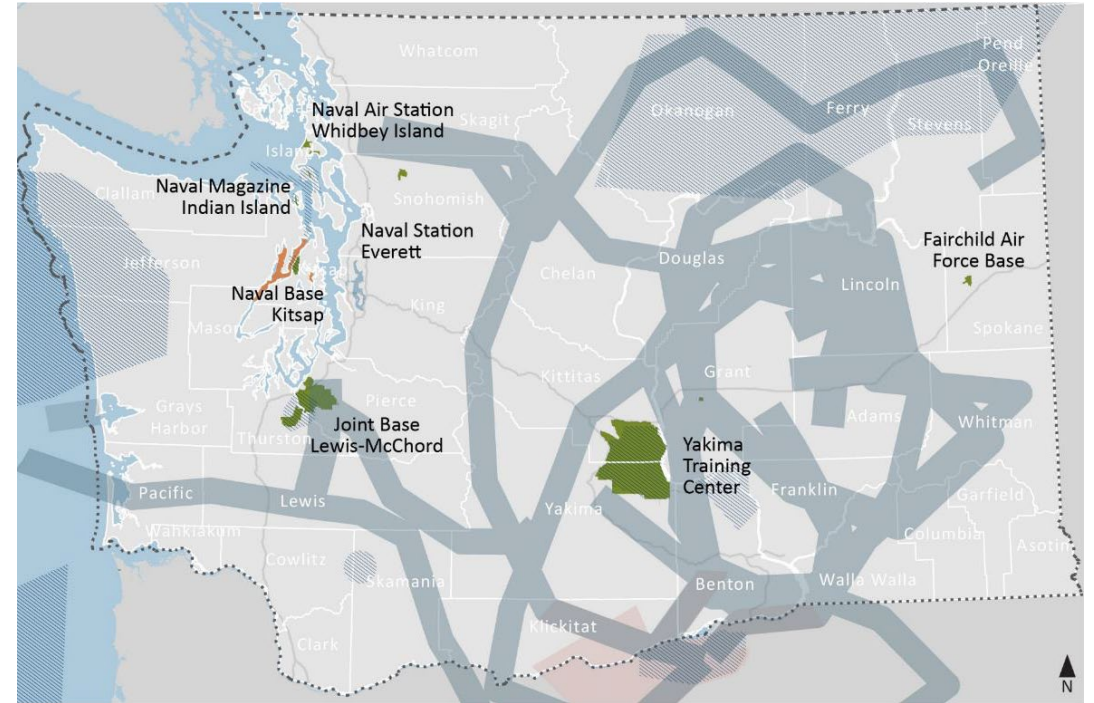 Whatcom
Pend
Oreille
Naval Air Station
Whidbey Island
Skagit
Okanogan
Ferry
Stevens
Island
Naval Magazine
Indian Island
Clallam
Snohomish
Naval Station
Everett
Fairchild Air
Force Base
Jefferson
Kitsap
Douglas
Chelan
Lincoln
Naval Base
Kitsap
King
Mason
Spokane
Kittitas
Grant
Grays
Harbor
Pierce
Adams
Whitman
Joint Base
Lewis-McChord
Thurston
Yakima
Training
Center
Pacific
Lewis
Franklin
Garfield
Yakima
Wahkiakum
Columbia
Asotin
Cowlitz
Skamania
Benton
Walla Walla
Klickitat
Clark
N